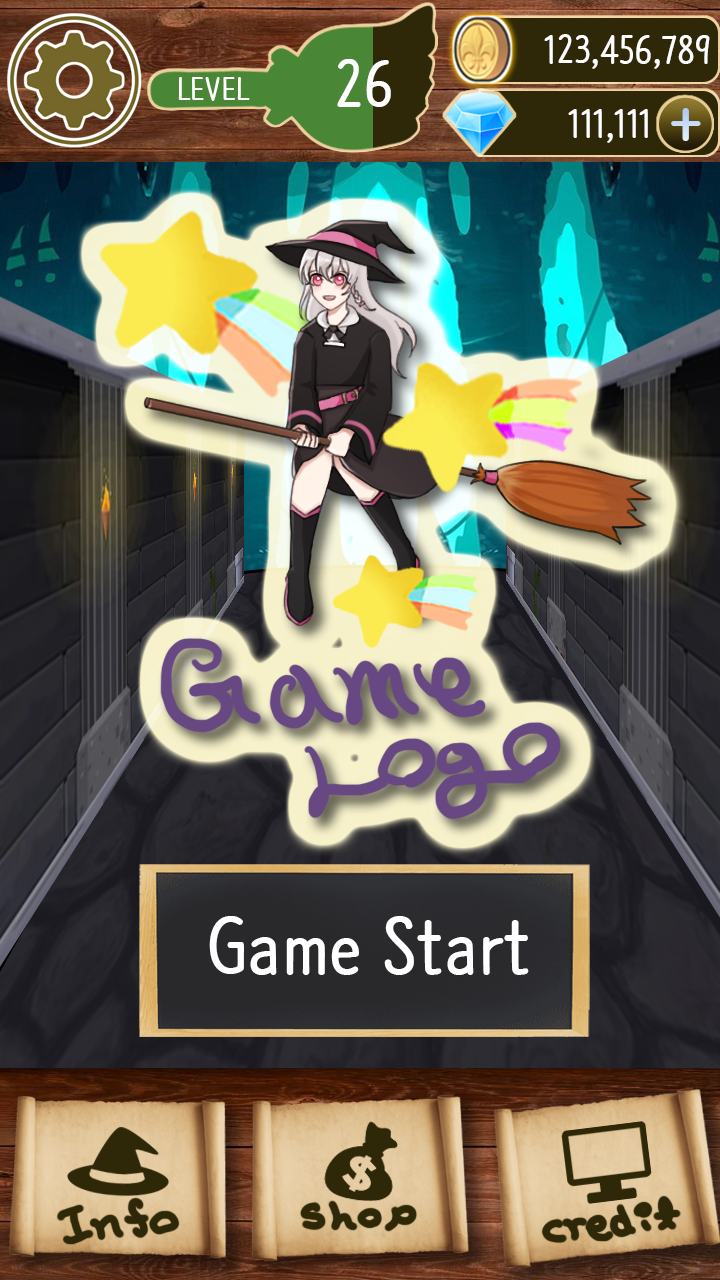 LEVEL 26
123,456,789
111,111 +
Game
Logo
Game Start
Info
$
Shop
credit